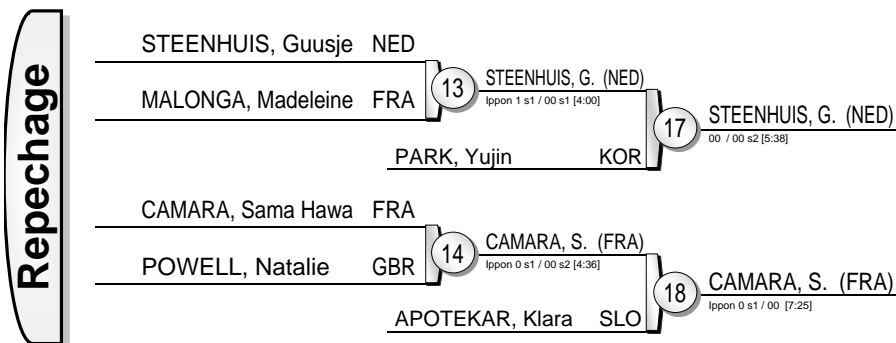 Repechage
STEENHUIS, Guusje NED
MALONGA, Madeleine FRA
13
STEENHUIS, G. (NED)
Ippon 1 s1 / 00 s1 [4:00]
PARK, Yujin KOR
17
STEENHUIS, G. (NED)
00 / 00 s2 [5:38]
CAMARA, Sama Hawa FRA
POWELL, Natalie GBR
14
CAMARA, S. (FRA)
Ippon 0 s1 / 00 s2 [4:36]
APOTEKAR, Klara SLO
18
CAMARA, S. (FRA)
Ippon 0 s1 / 00 [7:25]